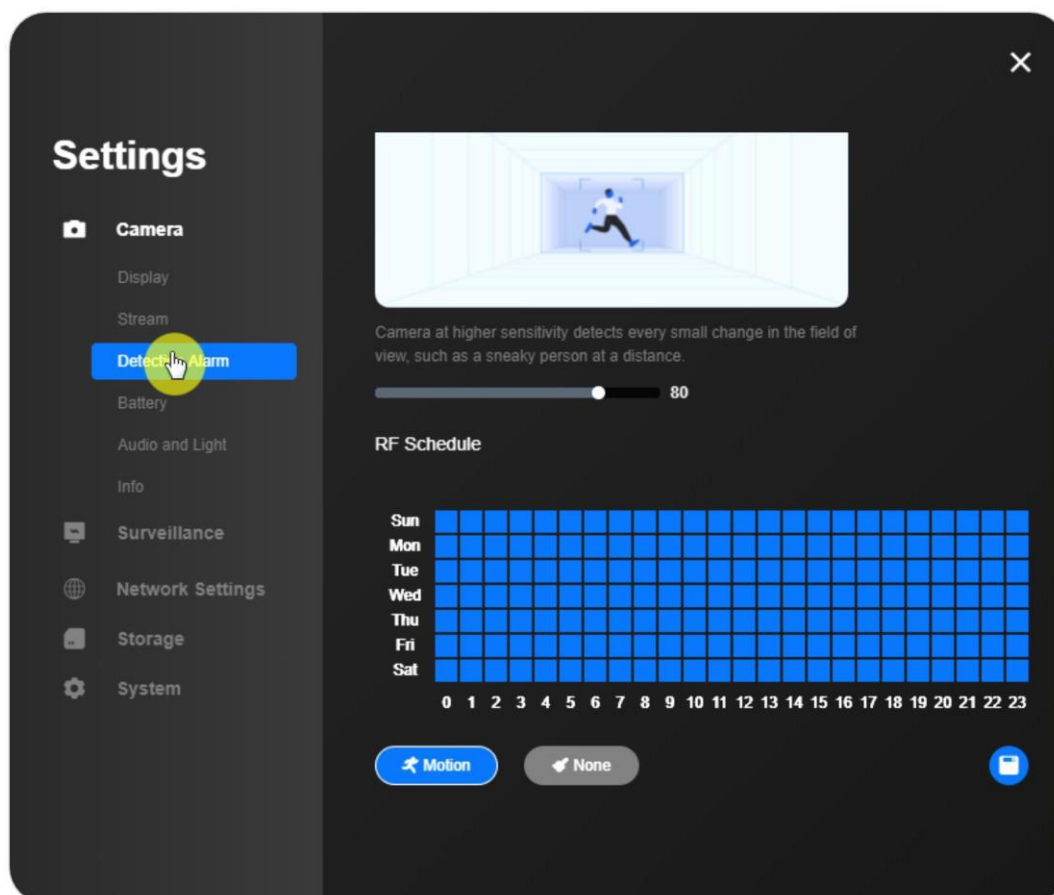 Settings
Camera
Display
Stream
Detection Alarm
Battery
Audio and Light
Info
Surveillance
Network Settings
Storage
System
Camera at higher sensitivity detects every small change in the field of
view, such as a sneaky person at a distance.
80
RF Schedule
Sun
Mon
Tue
Wed
Thu
Fri
Sat
0 1 2 3 4 5 6 7 8 9 10 11 12 13 14 15 16 17 18 19 20 21 22 23
Motion
None